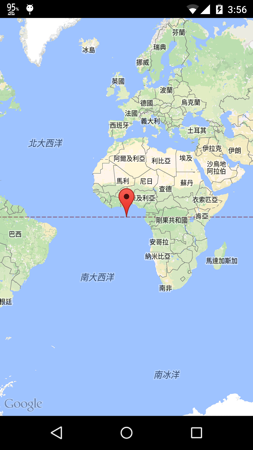 95%
3:56
芬蘭
冰島
瑞典
挪威
英國
波蘭
德國
烏克蘭
法國
義大利
西班牙
土耳其
北大西洋
伊拉克
伊朗
阿爾及利亞
利比亞
埃及
沙烏地
阿拉伯
馬利
尼日
查德
蘇丹
及利亞
衣索匹亞
剛果共和國
肯亞
巴西
安哥拉
納米比亞
馬達加斯加
南大西洋
南非
根廷
南冰洋
Google